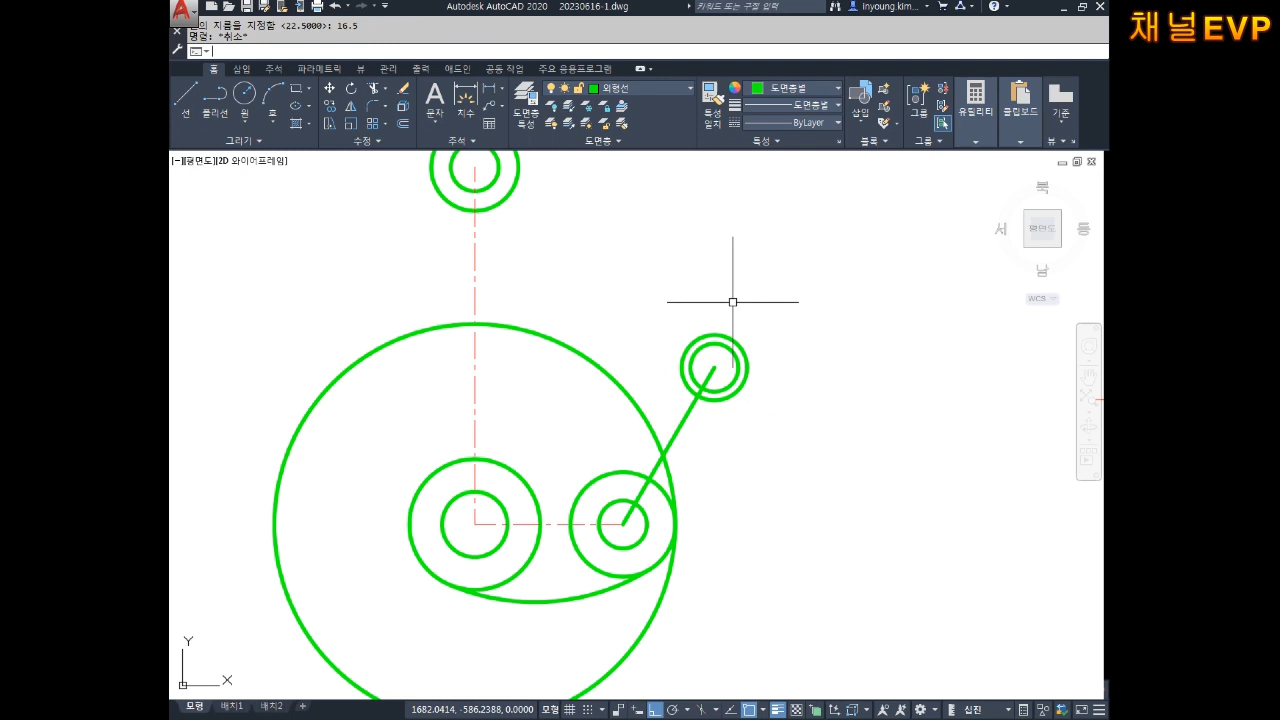 Autodesk AutoCAD 2020 20230616-1.dwg
키워드 또는 구절 입력
inyoung kim...
채널EVP
의 지름을 지정함 <22.5000>: 16.5
명령: *취소*
홈 삽입 주석 파라메트릭 뷰 관리 출력 애드인 공동 작업 주요 응용프로그램
선 폴리선 원 호
문자 치수
도면층 특성
외형선
특성 일치
도면층별
도면층별
ByLayer
삽입
그룹
유틸리티
클립보드
기준
그리기 수정 주석 도면층 특성 블록 그룹 뷰
[-][평면도][2D 와이어프레임]
북
서 평면도 동
남
WCS
Y
X
모형 배치1 배치2 +
1682.0414, -586.2388, 0.0000 모형
십진